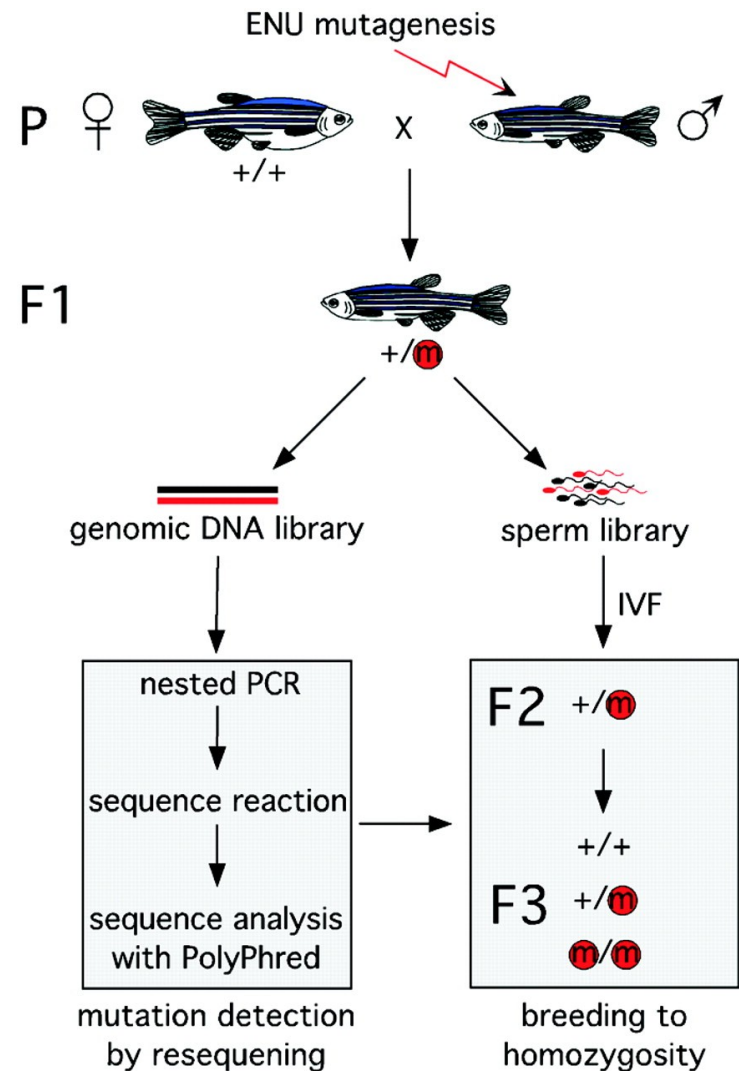 ENU mutagenesis
P ♀ x ♂
+/+
F1
+/m
genomic DNA library
sperm library
IVF
nested PCR
sequence reaction
sequence analysis
with PolyPhred
mutation detection
by resequening
F2 +/m
+/+
F3 +/m
m/m
breeding to
homozygosity